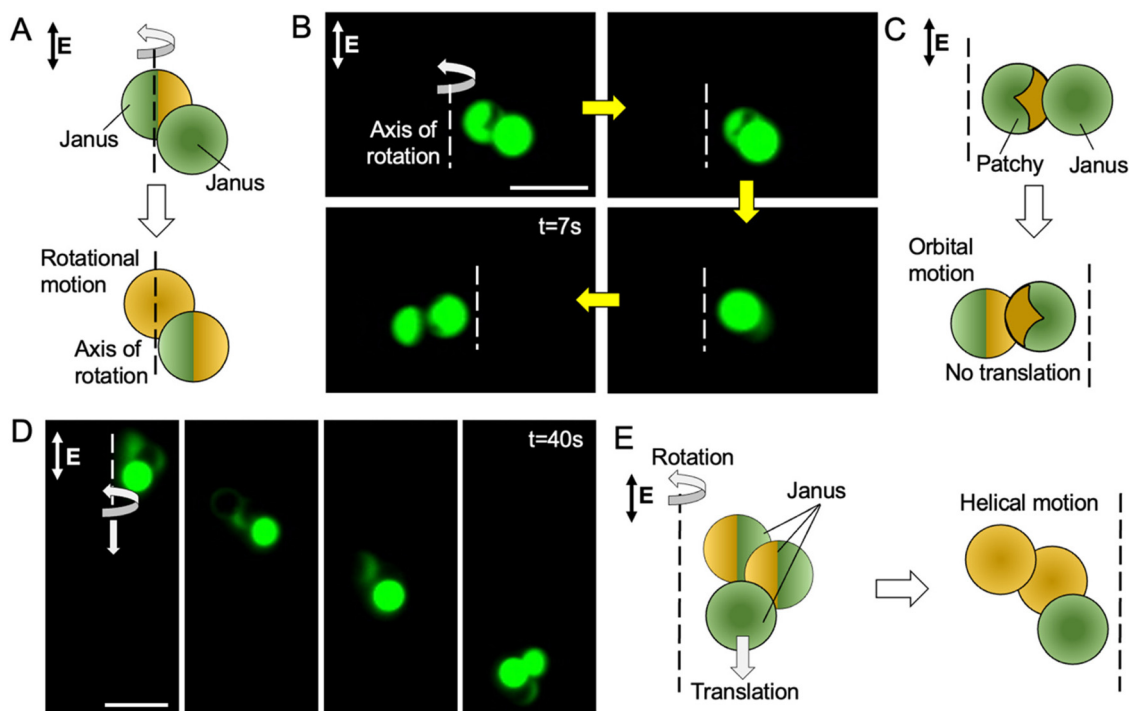 A
E
Janus
Janus
Rotational
motion
Axis of
rotation
B
E
Axis of
rotation
t=7s
C
E
Patchy
Janus
Orbital
motion
No translation
D
E
t=40s
E
Rotation
E
Janus
Translation
Helical motion